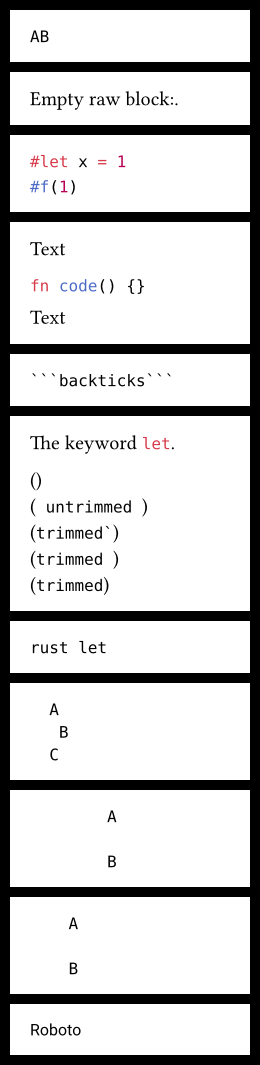 AB
Empty raw block:.
#let x = 1
#f(1)
Text
fn code() {}
Text
```backticks```
The keyword let.
()
( untrimmed )
(trimmed`)
(trimmed )
(trimmed)
rust let
A
B
C
A
B
A
B
Roboto